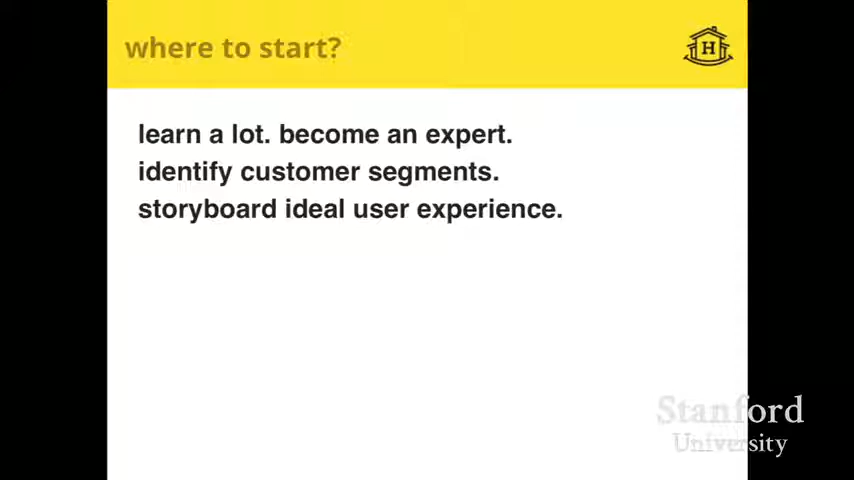 where to start?
H
learn a lot. become an expert.
identify customer segments.
storyboard ideal user experience.
Stanford
University